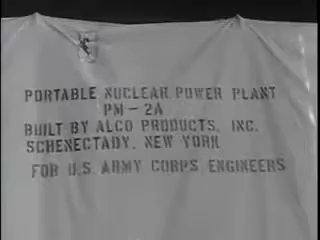 PORTABLE NUCLEAR POWER PLANT
PM-2A
BUILT BY ALCO PRODUCTS, INC.
SCHENECTADY, NEW YORK
FOR U.S. ARMY CORPS ENGINEERS